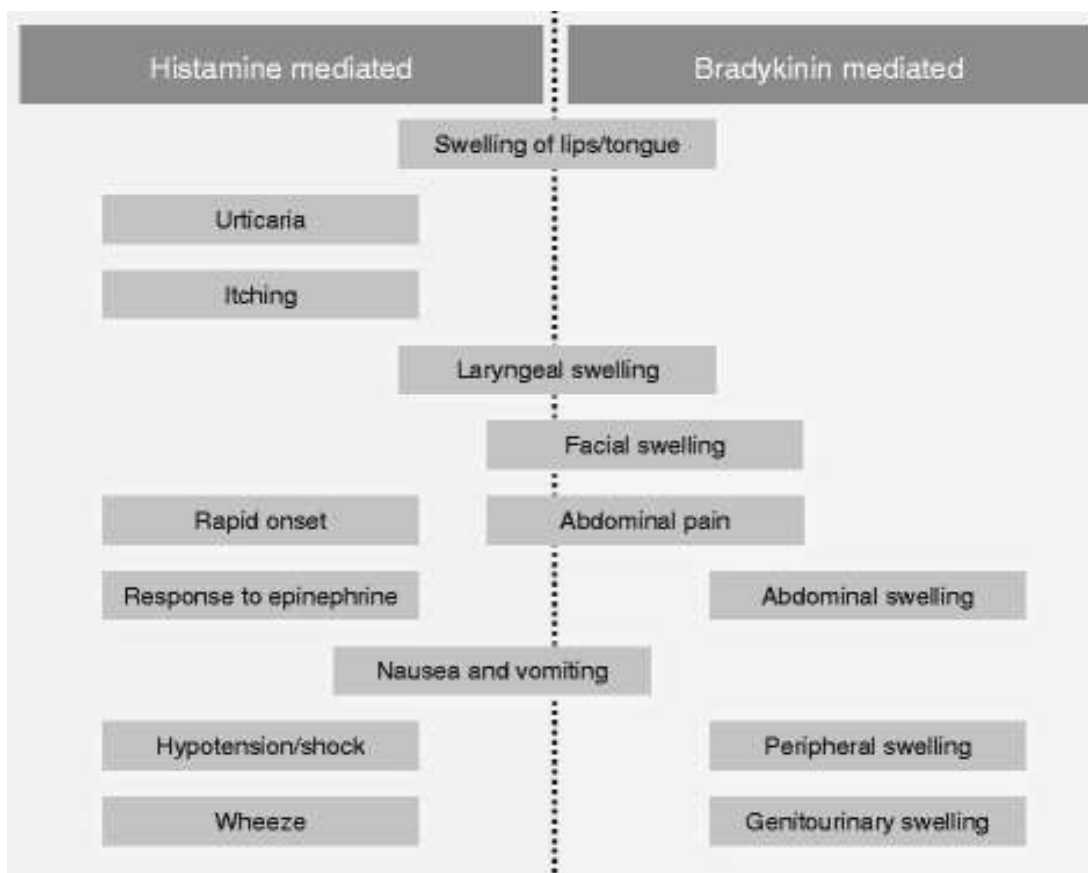 Histamine mediated
Bradykinin mediated
Swelling of lips/tongue
Urticaria
Itching
Laryngeal swelling
Facial swelling
Rapid onset
Abdominal pain
Response to epinephrine
Abdominal swelling
Nausea and vomiting
Hypotension/shock
Peripheral swelling
Wheeze
Genitourinary swelling